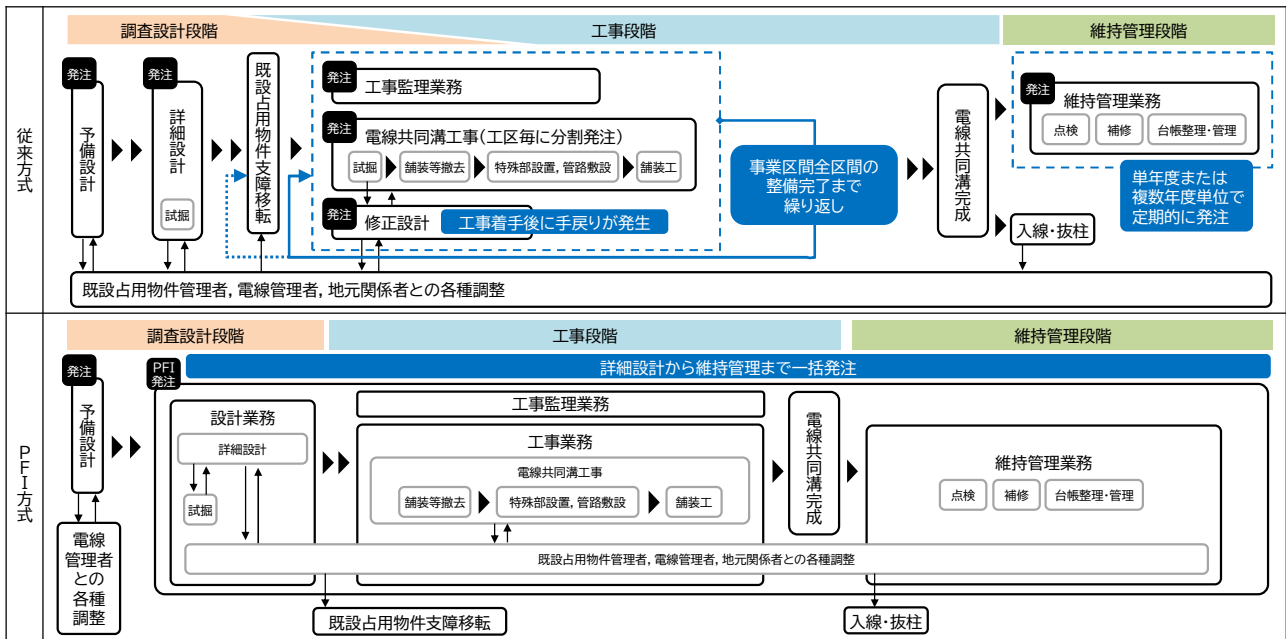 従来方式
調査設計段階
工事段階
維持管理段階
発注
予備設計
発注
詳細設計
試掘
既設占用物件支障移転
発注
工事監理業務
発注
電線共同溝工事(工区毎に分割発注)
試掘
舗装等撤去
特殊部設置, 管路敷設
舗装工
発注
修正設計
工事着手後に手戻りが発生
事業区間全区間の
整備完了まで
繰り返し
電線共同溝完成
発注
維持管理業務
点検
補修
台帳整理・管理
単年度または
複数年度単位で
定期的に発注
入線・抜柱
既設占用物件管理者, 電線管理者, 地元関係者との各種調整
PFI方式
調査設計段階
工事段階
維持管理段階
発注
予備設計
電線
管理者
との
各種
調整
PFI
発注
詳細設計から維持管理まで一括発注
設計業務
詳細設計
試掘
工事監理業務
工事業務
電線共同溝工事
舗装等撤去
特殊部設置, 管路敷設
舗装工
電線共同溝完成
維持管理業務
点検
補修
台帳整理・管理
既設占用物件管理者, 電線管理者, 地元関係者との各種調整
既設占用物件支障移転
入線・抜柱